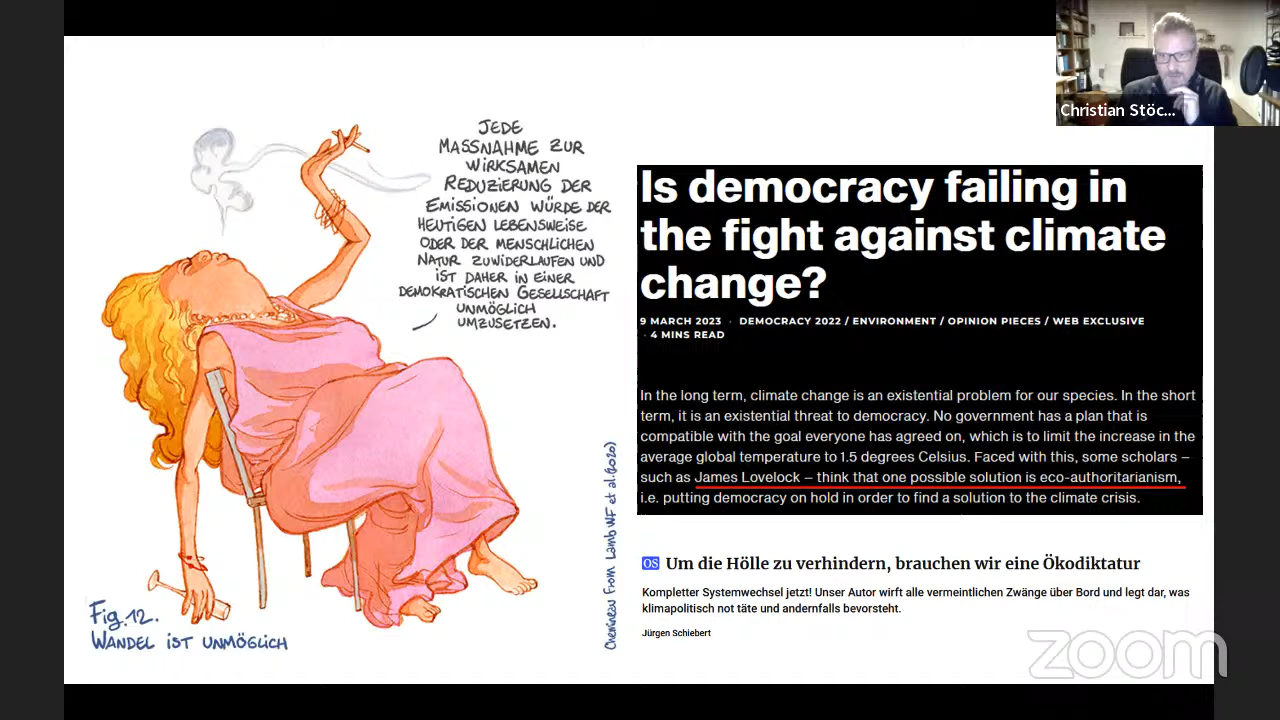 Christian Stöc...
JEDE
MASSNAHME ZUR
WIRKSAMEN
REDUZIERUNG DER
EMISSIONEN WÜRDE DER
HEUTIGEN LEBENSWEISE
ODER DER MENSCHLICHEN
NATUR ZUWIDERLAUFEN UND
IST DAHER IN EINER
DEMOKRATISCHEN GESELLSCHAFT
UNMÖGLICH
UMZUSETZEN.
Fig.12.
WANDEL IST UNMÖGLICH
Chemineau From Lamb WF et al.(2020)
Is democracy failing in
the fight against climate
change?
9 MARCH 2023 · DEMOCRACY 2022 / ENVIRONMENT / OPINION PIECES / WEB EXCLUSIVE
· 4 MINS READ
In the long term, climate change is an existential problem for our species. In the short
term, it is an existential threat to democracy. No government has a plan that is
compatible with the goal everyone has agreed on, which is to limit the increase in the
average global temperature to 1.5 degrees Celsius. Faced with this, some scholars –
such as James Lovelock – think that one possible solution is eco-authoritarianism,
i.e. putting democracy on hold in order to find a solution to the climate crisis.
OS Um die Hölle zu verhindern, brauchen wir eine Ökodiktatur
Kompletter Systemwechsel jetzt! Unser Autor wirft alle vermeintlichen Zwänge über Bord und legt dar, was
klimapolitisch not täte und andernfalls bevorsteht.
Jürgen Schiebert
zoom